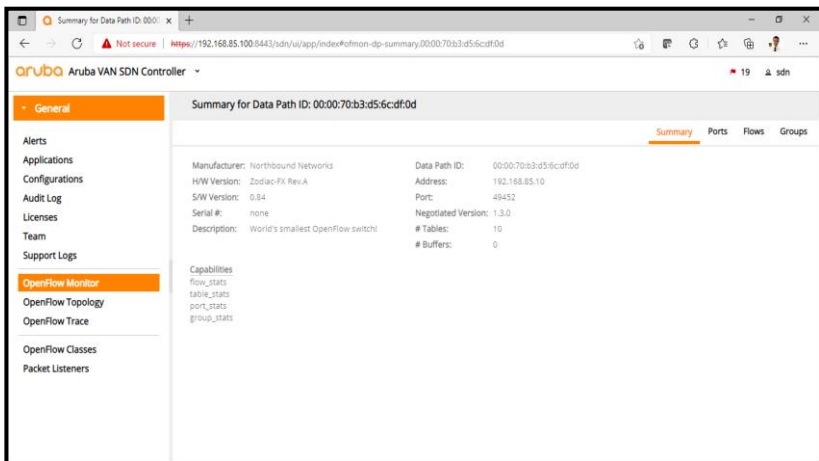 Summary for Data Path ID: 00:00
Not secure | https://192.168.85.100:8443/sdn/ui/app/index#ofmon-dp-summary,00:00:70:b3:d5:6c:df:0d
aruba Aruba VAN SDN Controller
19 sdn
General
Alerts
Applications
Configurations
Audit Log
Licenses
Team
Support Logs
OpenFlow Monitor
OpenFlow Topology
OpenFlow Trace
OpenFlow Classes
Packet Listeners
Summary for Data Path ID: 00:00:70:b3:d5:6c:df:0d
Summary Ports Flows Groups
Manufacturer: Northbound Networks
H/W Version: Zodiac-FX Rev.A
S/W Version: 0.84
Serial #: none
Description: World's smallest OpenFlow switch!
Data Path ID: 00:00:70:b3:d5:6c:df:0d
Address: 192.168.85.10
Port: 49452
Negotiated Version: 1.3.0
# Tables: 10
# Buffers: 0
Capabilities
flow_stats
table_stats
port_stats
group_stats